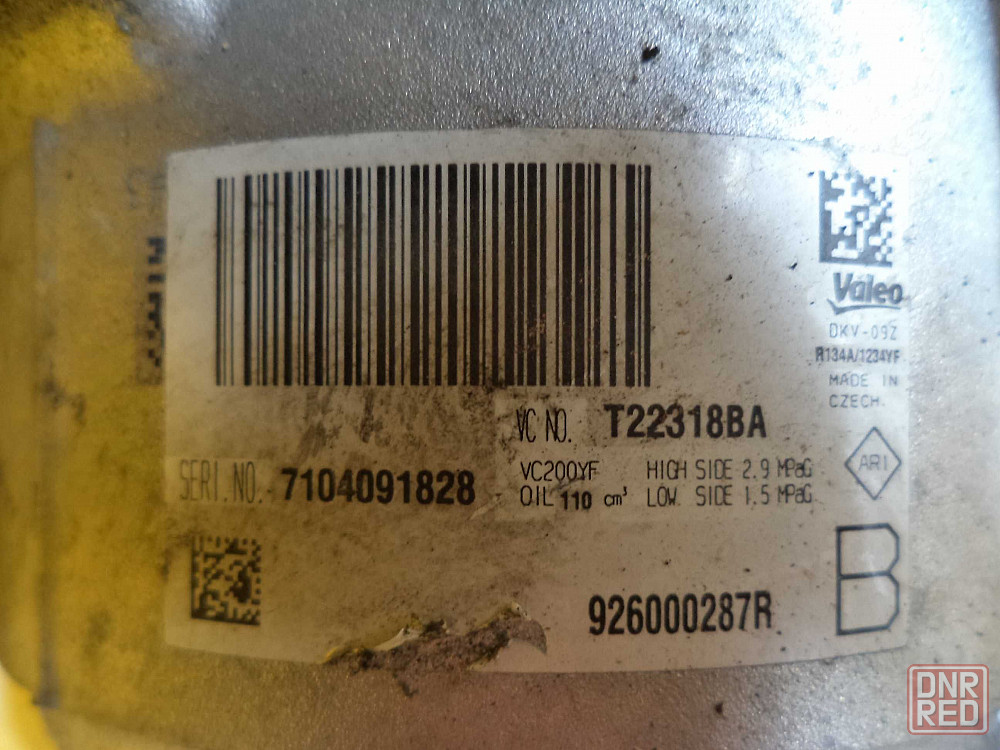 Valeo
DKV-09Z
R134A/1234YF
MADE IN
CZECH.
VC NO. T22318BA
SERI.NO. 7104091828
VC200YF HIGH SIDE 2.9 MPaG
OIL 110 cm³ LOW SIDE 1.5 MPaG
ARI
B
926000287R
DNR
RED